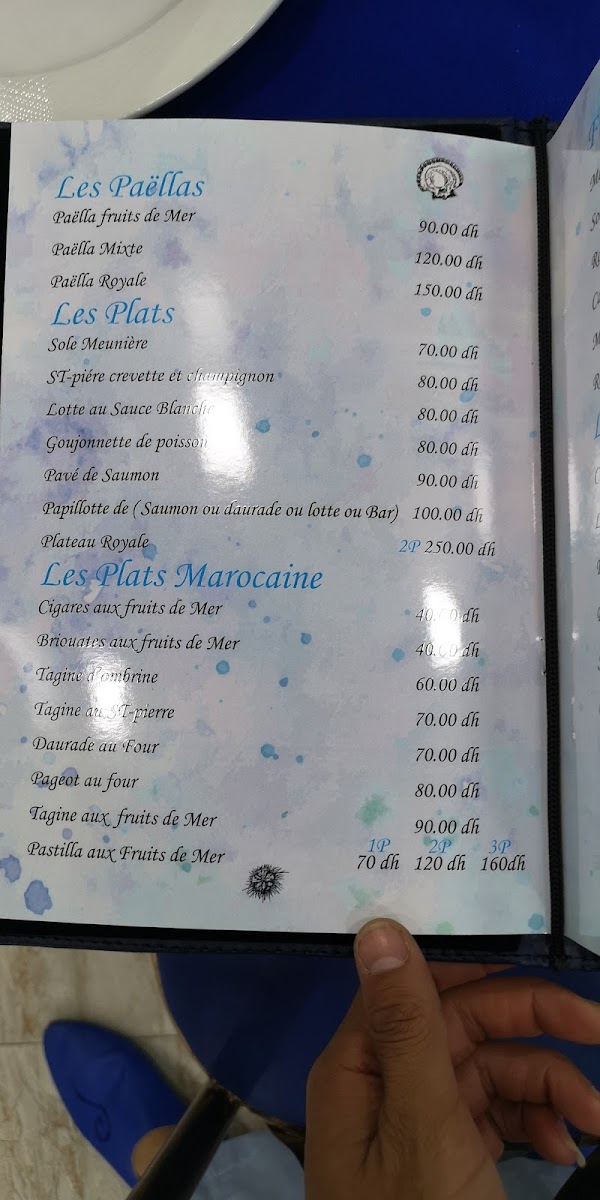 Les Paëllas
Paëlla fruits de Mer 90.00 dh
Paëlla Mixte 120.00 dh
Paëlla Royale 150.00 dh
Les Plats
Sole Meunière 70.00 dh
ST-piére crevette et champignon 80.00 dh
Lotte au Sauce Blanche 80.00 dh
Goujonnette de poisson 80.00 dh
Pavé de Saumon 90.00 dh
Papillotte de ( Saumon ou daurade ou lotte ou Bar) 100.00 dh
Plateau Royale 2P 250.00 dh
Les Plats Marocaine
Cigares aux fruits de Mer 40.00 dh
Briouates aux fruits de Mer 40.00 dh
Tagine d'ombrine 60.00 dh
Tagine au ST-pierre 70.00 dh
Daurade au Four 70.00 dh
Pageot au four 80.00 dh
Tagine aux fruits de Mer 90.00 dh
1P 2P 3P
Pastilla aux Fruits de Mer 70 dh 120 dh 160dh